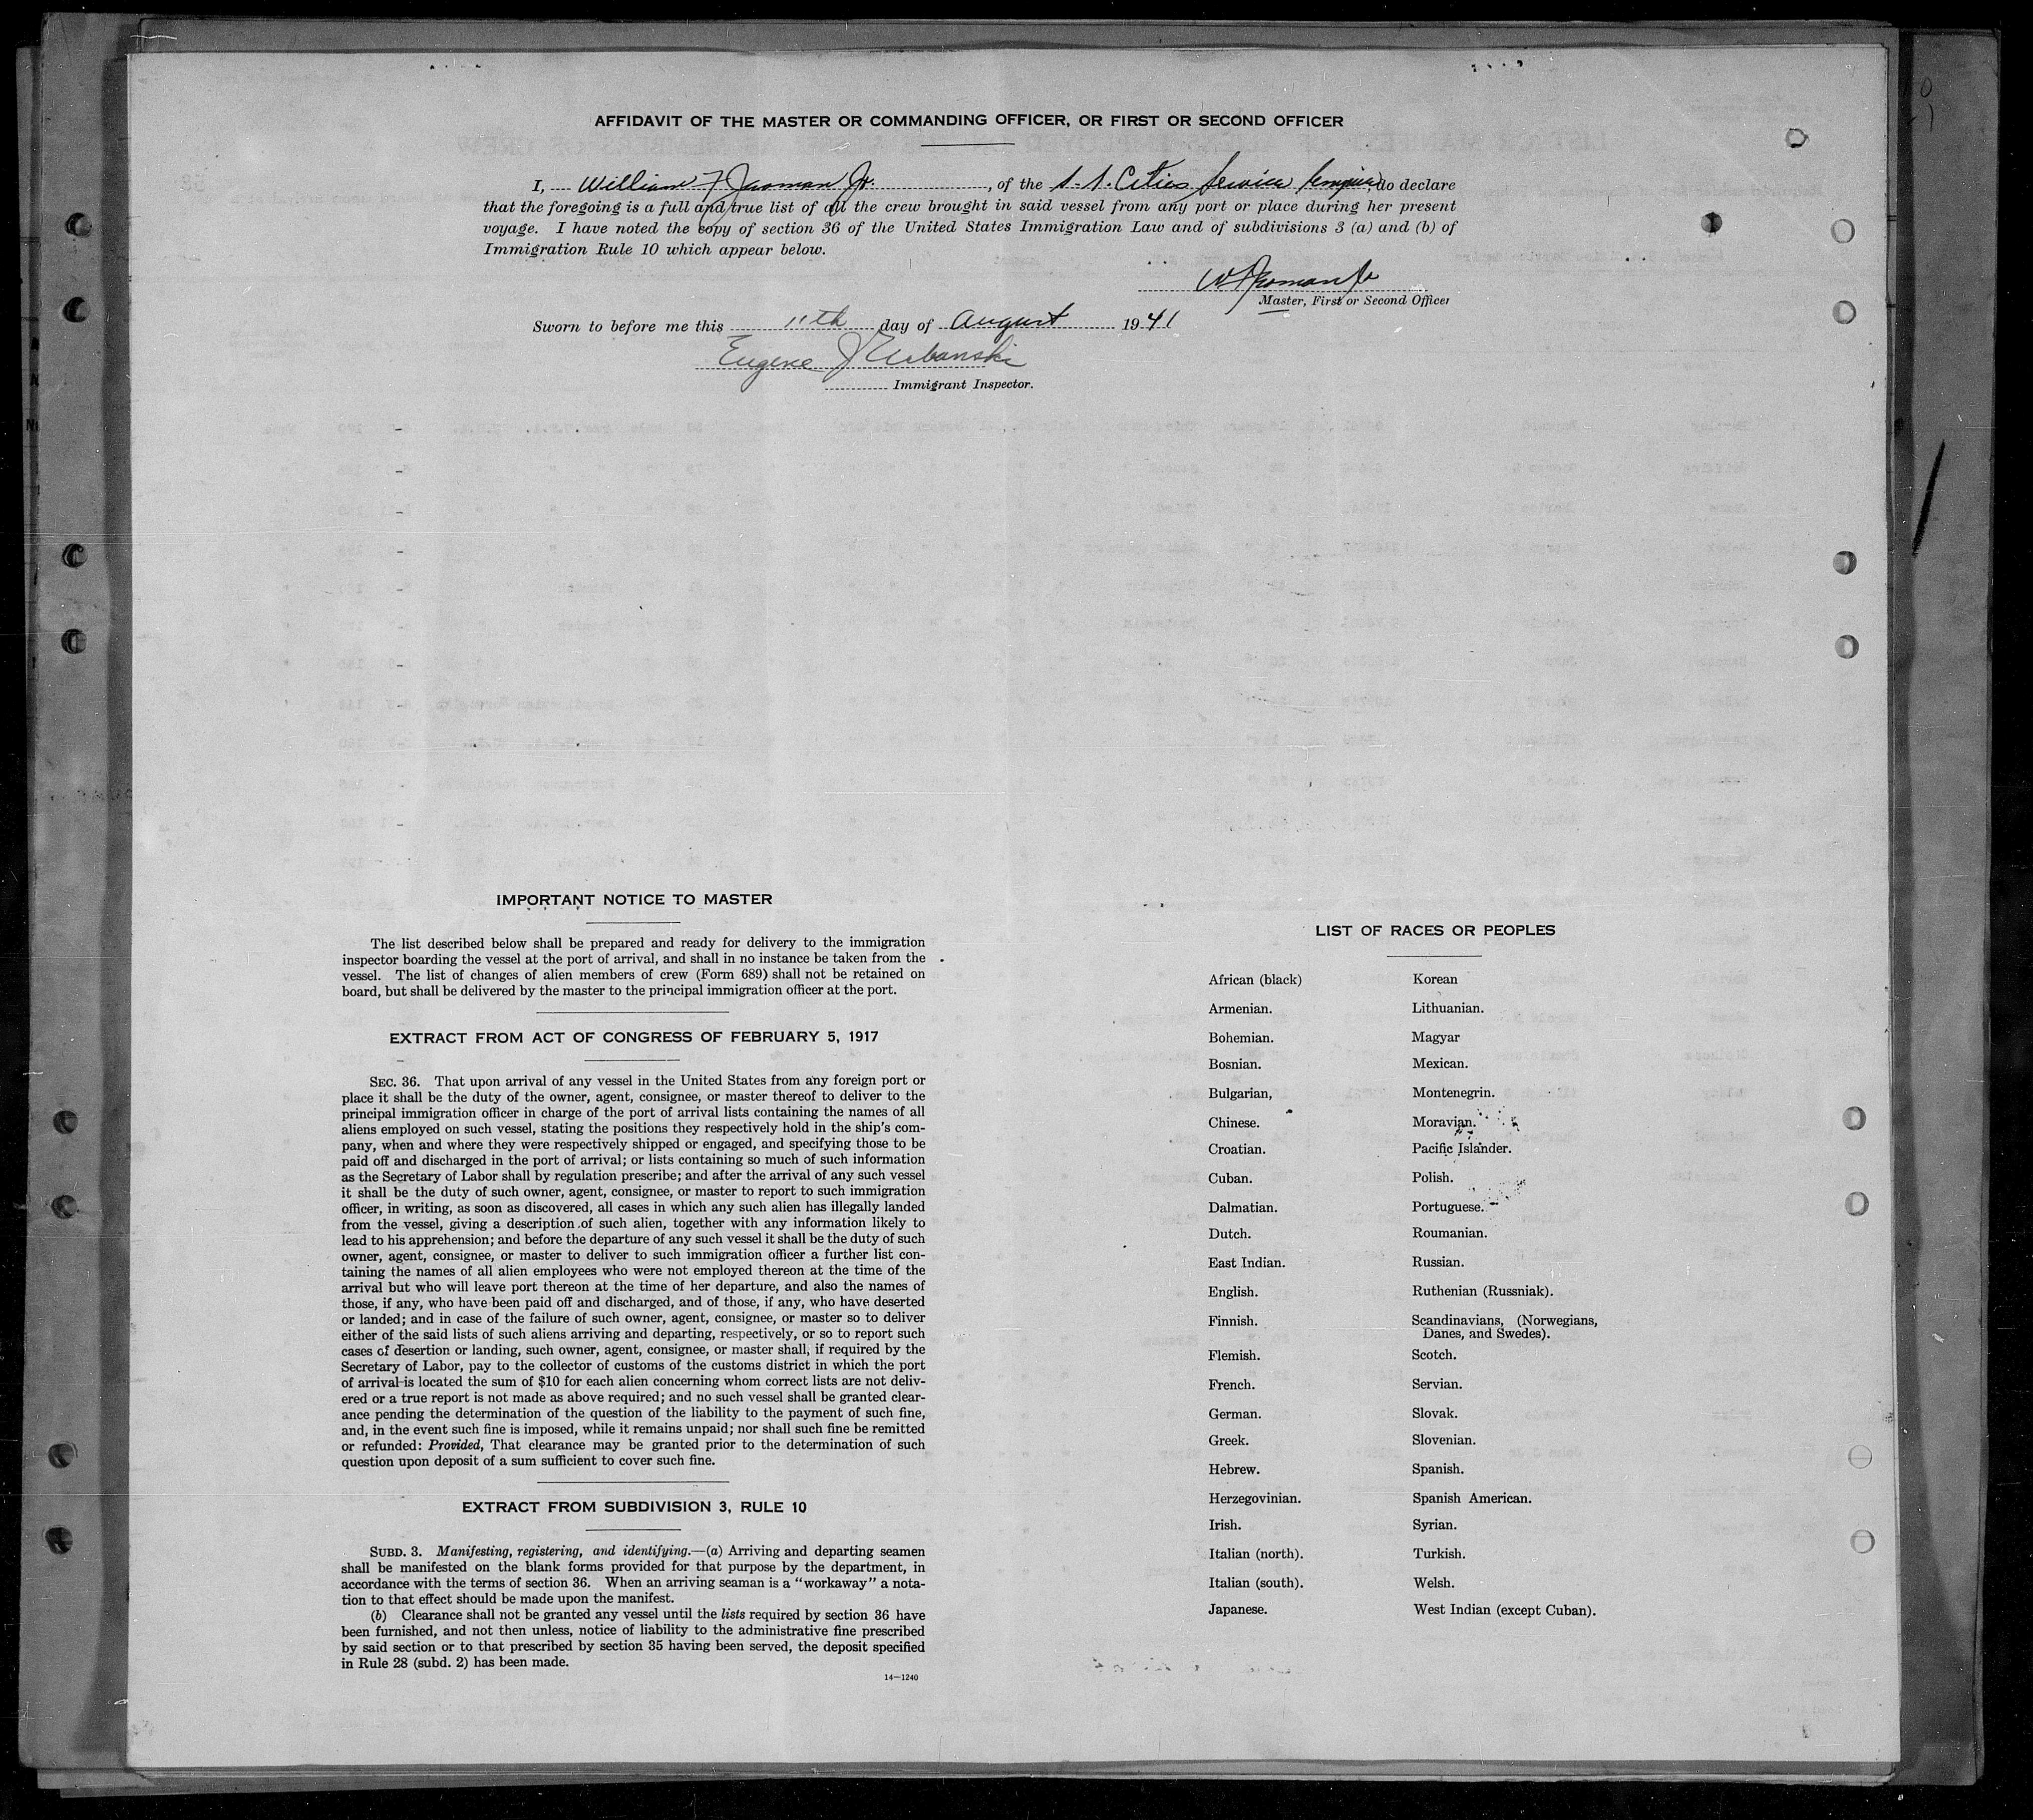 AFFIDAVIT OF THE MASTER OR COMMANDING OFFICER, OR FIRST OR SECOND OFFICER
I, William F Jerman Jr. , of the S.S. Cities Service Empire do declare
that the foregoing is a full and true list of all the crew brought in said vessel from any port or place during her present
voyage. I have noted the copy of section 36 of the United States Immigration Law and of subdivisions 3 (a) and (b) of
Immigration Rule 10 which appear below.
Master, First or Second Officer
Sworn to before me this 11th day of August 1941
Eugene J Urbanski
Immigrant Inspector.
IMPORTANT NOTICE TO MASTER
The list described below shall be prepared and ready for delivery to the immigration
inspector boarding the vessel at the port of arrival, and shall in no instance be taken from the
vessel. The list of changes of alien members of crew (Form 689) shall not be retained on
board, but shall be delivered by the master to the principal immigration officer at the port.
EXTRACT FROM ACT OF CONGRESS OF FEBRUARY 5, 1917
SEC. 36. That upon arrival of any vessel in the United States from any foreign port or
place it shall be the duty of the owner, agent, consignee, or master thereof to deliver to the
principal immigration officer in charge of the port of arrival lists containing the names of all
aliens employed on such vessel, stating the positions they respectively hold in the ship's com-
pany, when and where they were respectively shipped or engaged, and specifying those to be
paid off and discharged in the port of arrival; or lists containing so much of such information
as the Secretary of Labor shall by regulation prescribe; and after the arrival of any such vessel
it shall be the duty of such owner, agent, consignee, or master to report to such immigration
officer, in writing, as soon as discovered, all cases in which any such alien has illegally landed
from the vessel, giving a description of such alien, together with any information likely to
lead to his apprehension; and before the departure of any such vessel it shall be the duty of such
owner, agent, consignee, or master to deliver to such immigration officer a further list con-
taining the names of all alien employees who were not employed thereon at the time of the
arrival but who will leave port thereon at the time of her departure, and also the names of
those, if any, who have been paid off and discharged, and of those, if any, who have deserted
or landed; and in case of the failure of such owner, agent, consignee, or master so to deliver
either of the said lists of such aliens arriving and departing, respectively, or so to report such
cases of desertion or landing, such owner, agent, consignee, or master shall, if required by the
Secretary of Labor, pay to the collector of customs of the customs district in which the port
of arrival is located the sum of $10 for each alien concerning whom correct lists are not deliv-
ered or a true report is not made as above required; and no such vessel shall be granted clear-
ance pending the determination of the question of the liability to the payment of such fine,
and, in the event such fine is imposed, while it remains unpaid; nor shall such fine be remitted
or refunded: Provided, That clearance may be granted prior to the determination of such
question upon deposit of a sum sufficient to cover such fine.
EXTRACT FROM SUBDIVISION 3, RULE 10
SUBD. 3. Manifesting, registering, and identifying.—(a) Arriving and departing seamen
shall be manifested on the blank forms provided for that purpose by the department, in
accordance with the terms of section 36. When an arriving seaman is a "workaway" a nota-
tion to that effect should be made upon the manifest.
(b) Clearance shall not be granted any vessel until the lists required by section 36 have
been furnished, and not then unless, notice of liability to the administrative fine prescribed
by said section or to that prescribed by section 35 having been served, the deposit specified
in Rule 28 (subd. 2) has been made.
14—1240
LIST OF RACES OR PEOPLES
African (black)
Armenian.
Bohemian.
Bosnian.
Bulgarian,
Chinese.
Croatian.
Cuban.
Dalmatian.
Dutch.
East Indian.
English.
Finnish.
Flemish.
French.
German.
Greek.
Hebrew.
Herzegovinian.
Irish.
Italian (north).
Italian (south).
Japanese.
Korean
Lithuanian.
Magyar
Mexican.
Montenegrin.
Moravian.
Pacific Islander.
Polish.
Portuguese.
Roumanian.
Russian.
Ruthenian (Russniak).
Scandinavians, (Norwegians,
Danes, and Swedes).
Scotch.
Servian.
Slovak.
Slovenian.
Spanish.
Spanish American.
Syrian.
Turkish.
Welsh.
West Indian (except Cuban).